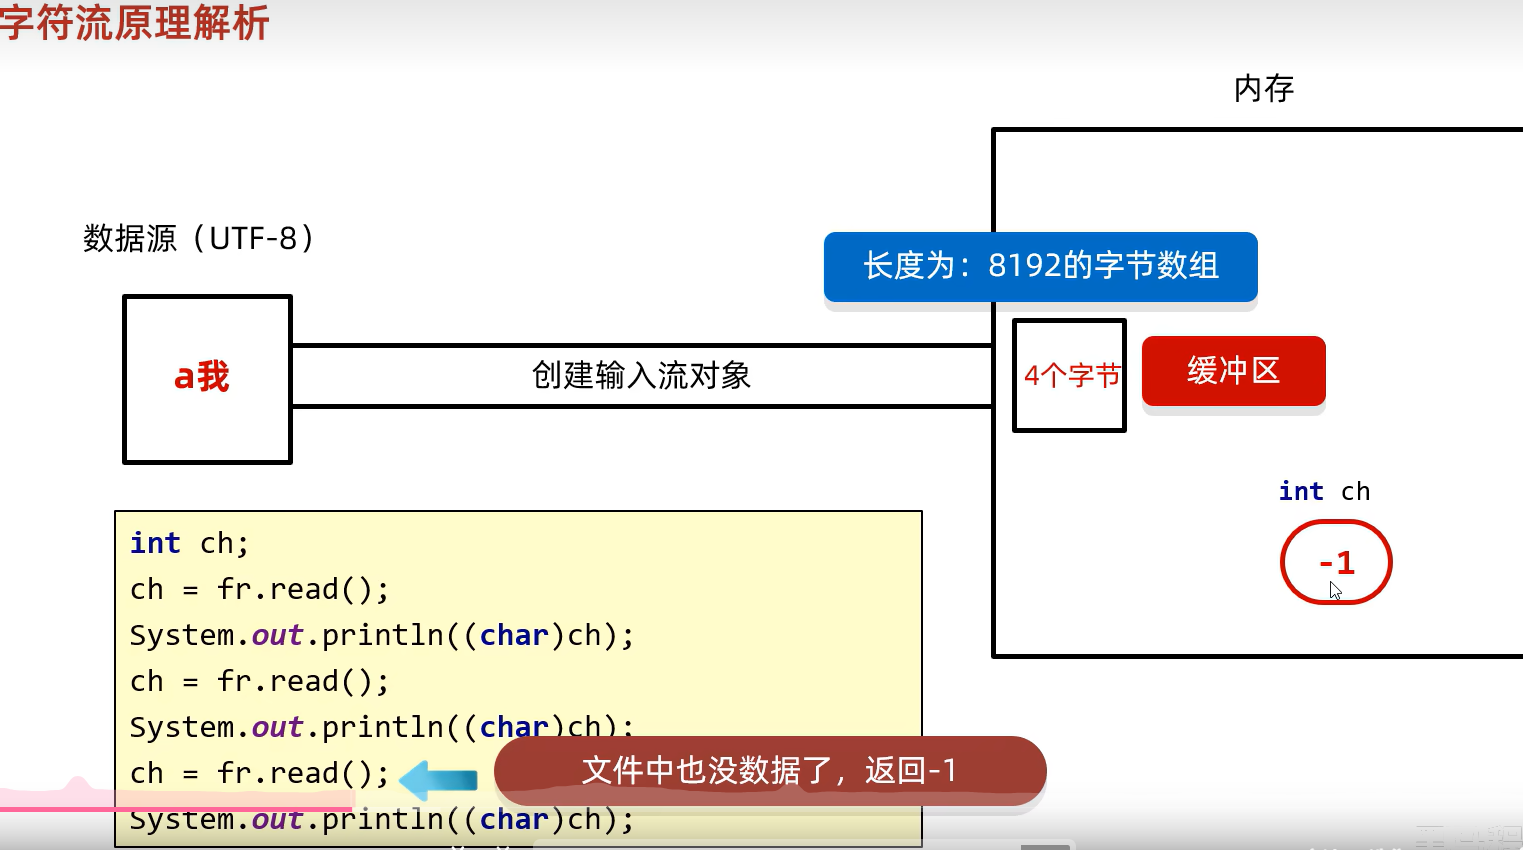 字符流原理解析
内存
数据源（UTF-8）
长度为：8192的字节数组
a我
创建输入流对象
4个字节
缓冲区
int ch
-1
int ch;
ch = fr.read();
System.out.println((char)ch);
ch = fr.read();
System.out.println((char)ch);
ch = fr.read();
文件中也没数据了，返回-1
System.out.println((char)ch);